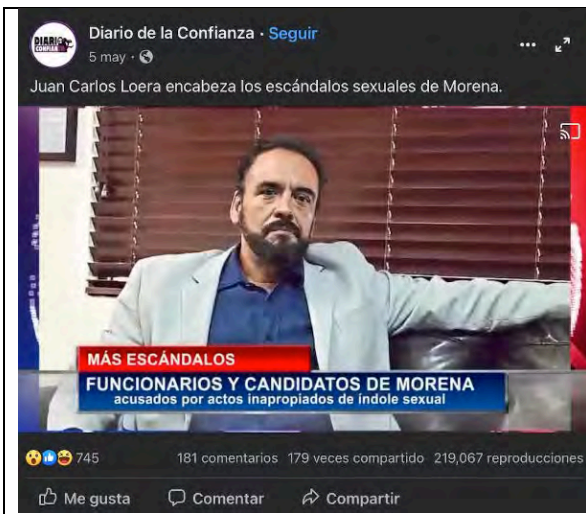 DIARIO
CONFIANZA
Diario de la Confianza · Seguir
5 may ·
Juan Carlos Loera encabeza los escándalos sexuales de Morena.
MÁS ESCÁNDALOS
FUNCIONARIOS Y CANDIDATOS DE MORENA
acusados por actos inapropiados de índole sexual
745 181 comentarios 179 veces compartido 219,067 reproducciones
Me gusta Comentar Compartir